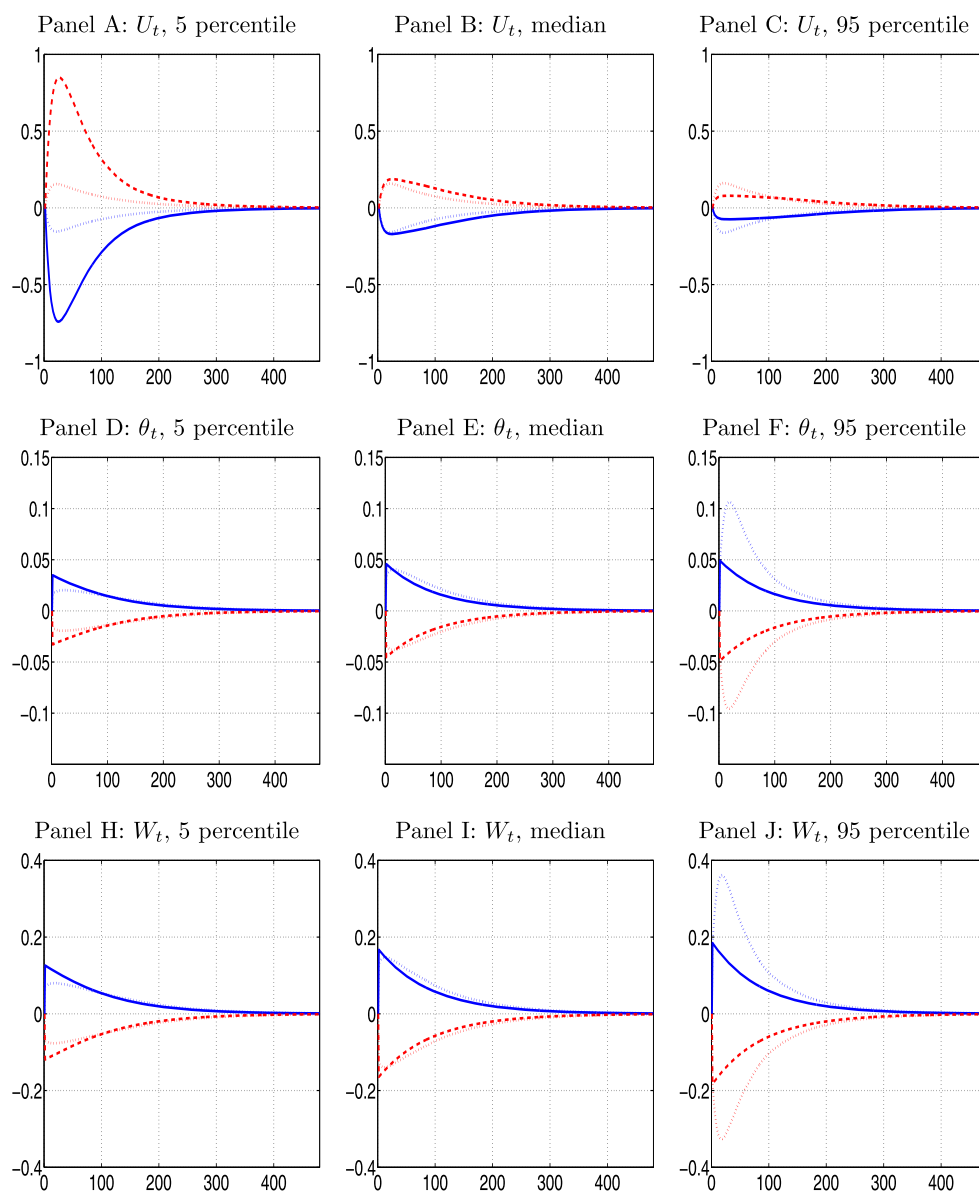 Panel A: U_t, 5 percentile
Panel B: U_t, median
Panel C: U_t, 95 percentile
1
0.5
0
−0.5
−1
0 100 200 300 400
1
0.5
0
−0.5
−1
0 100 200 300 400
1
0.5
0
−0.5
−1
0 100 200 300 400
Panel D: θ_t, 5 percentile
Panel E: θ_t, median
Panel F: θ_t, 95 percentile
0.15
0.1
0.05
0
−0.05
−0.1
0 100 200 300 400
0.15
0.1
0.05
0
−0.05
−0.1
0 100 200 300 400
0.15
0.1
0.05
0
−0.05
−0.1
0 100 200 300 400
Panel H: W_t, 5 percentile
Panel I: W_t, median
Panel J: W_t, 95 percentile
0.4
0.2
0
−0.2
−0.4
0 100 200 300 400
0.4
0.2
0
−0.2
−0.4
0 100 200 300 400
0.4
0.2
0
−0.2
−0.4
0 100 200 300 400